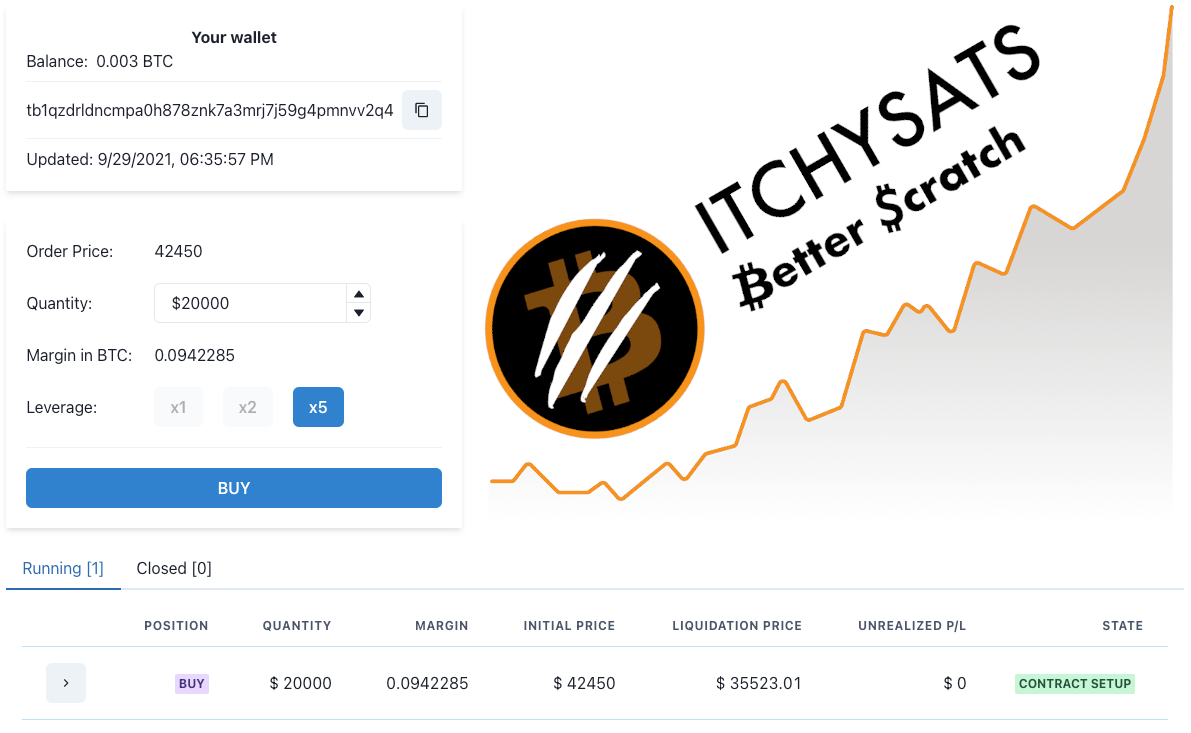 Your wallet
Balance: 0.003 BTC
tb1qzdrldncmpa0h878znk7a3mrj7j59g4pmnvv2q4
Updated: 9/29/2021, 06:35:57 PM
ITCHYSATS
₿etter $cratch
Order Price: 42450
Quantity: $20000
Margin in BTC: 0.0942285
Leverage: x1 x2 x5
BUY
Running [1] Closed [0]
POSITION QUANTITY MARGIN INITIAL PRICE LIQUIDATION PRICE UNREALIZED P/L STATE
BUY $ 20000 0.0942285 $ 42450 $ 35523.01 $ 0 CONTRACT SETUP